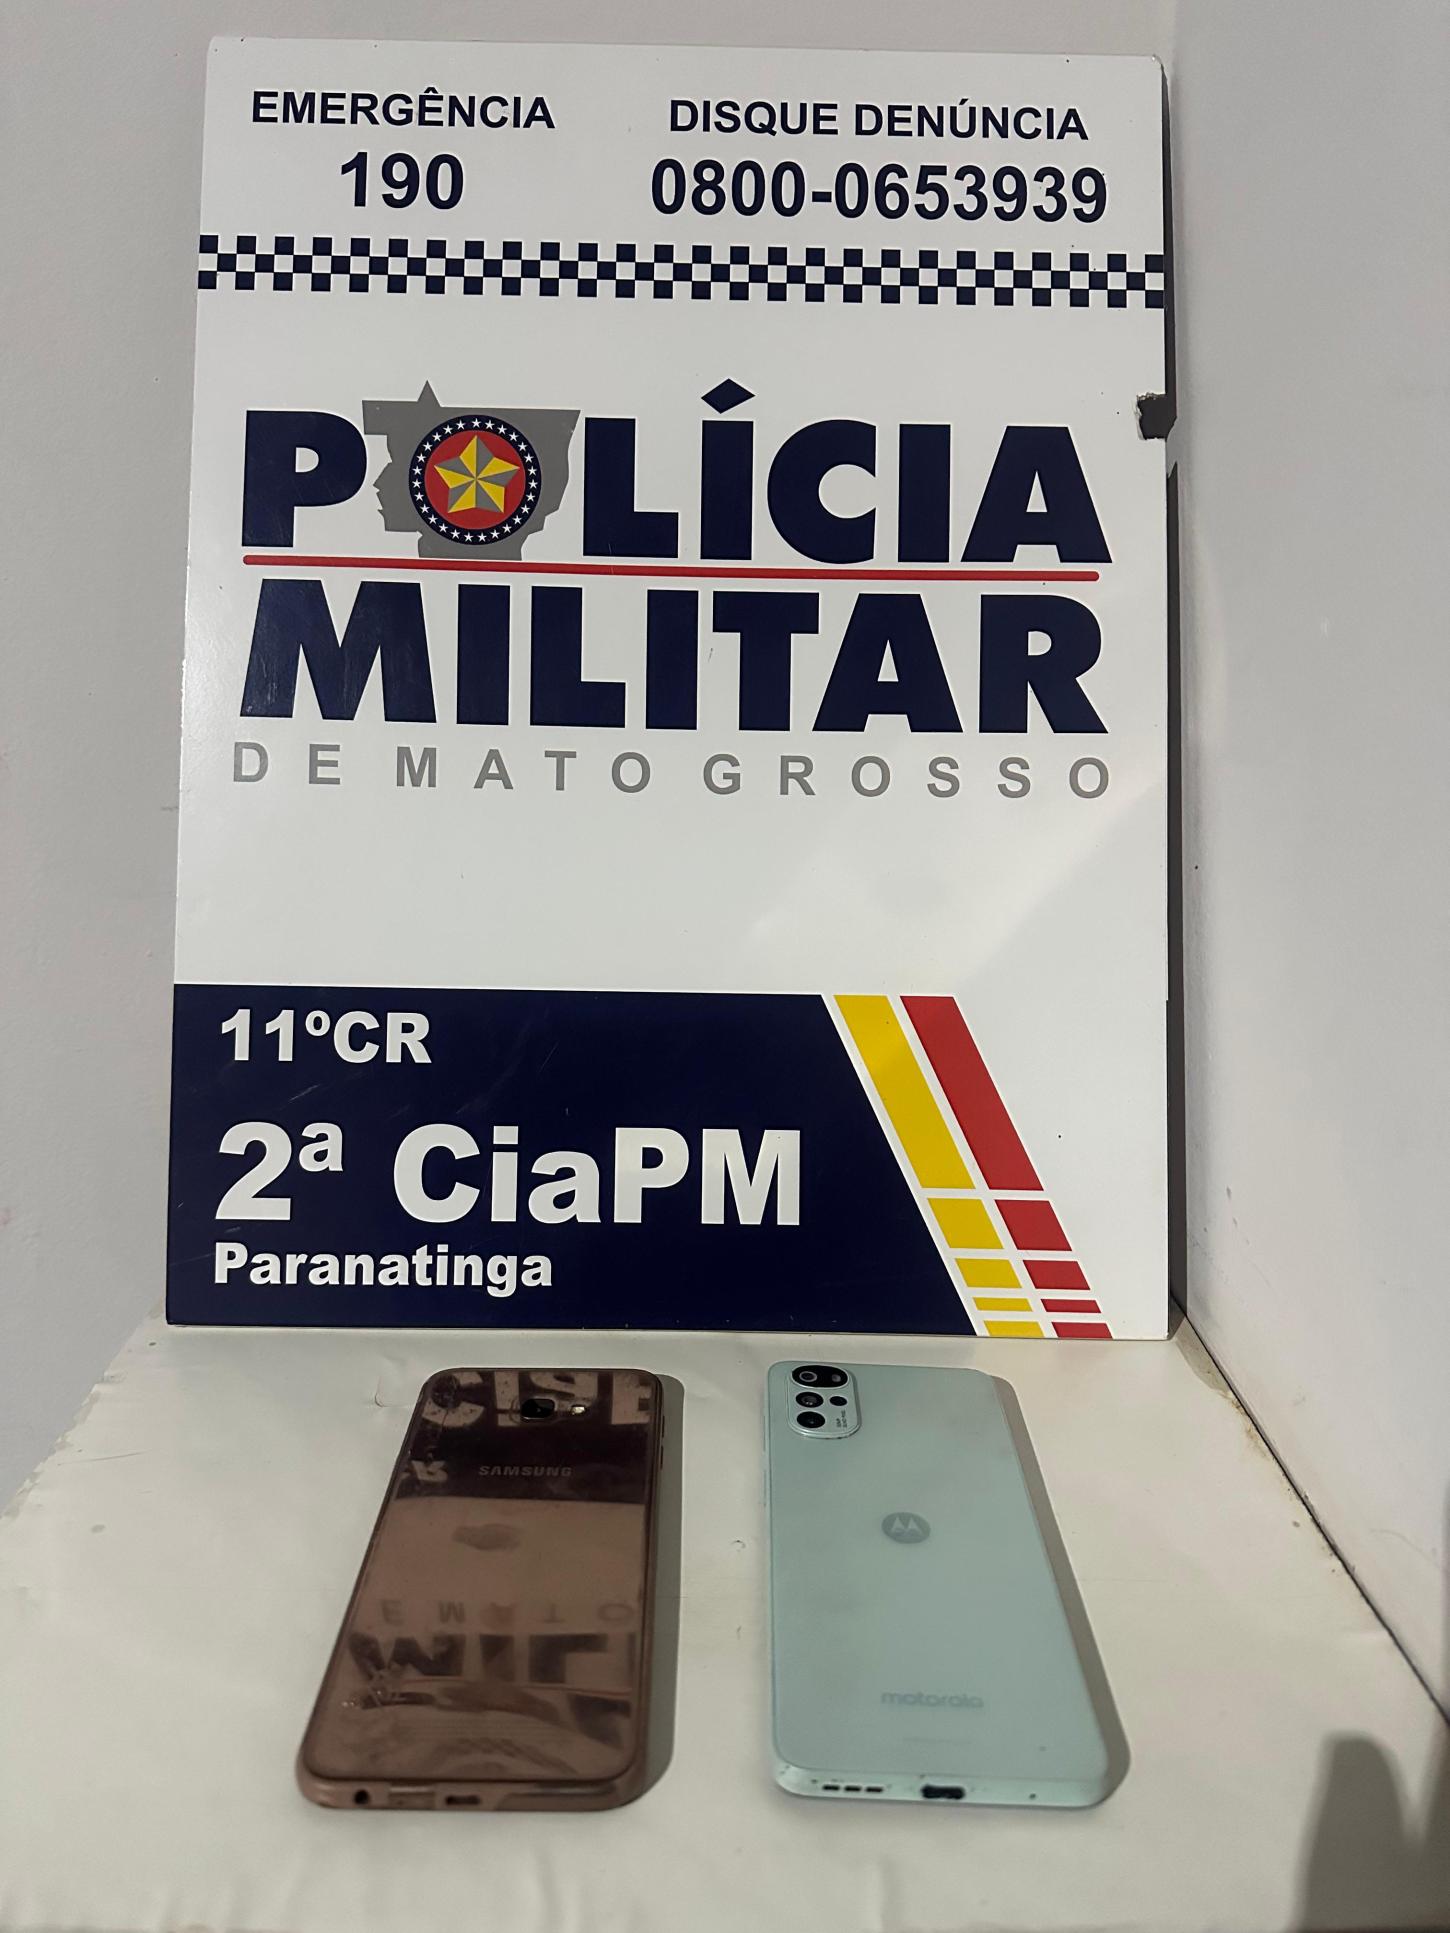 EMERGÊNCIA DISQUE DENÚNCIA
190 0800-0653939
POLÍCIA
MILITAR
DE MATO GROSSO
11ºCR
2ª CiaPM
Paranatinga
SAMSUNG
motorola